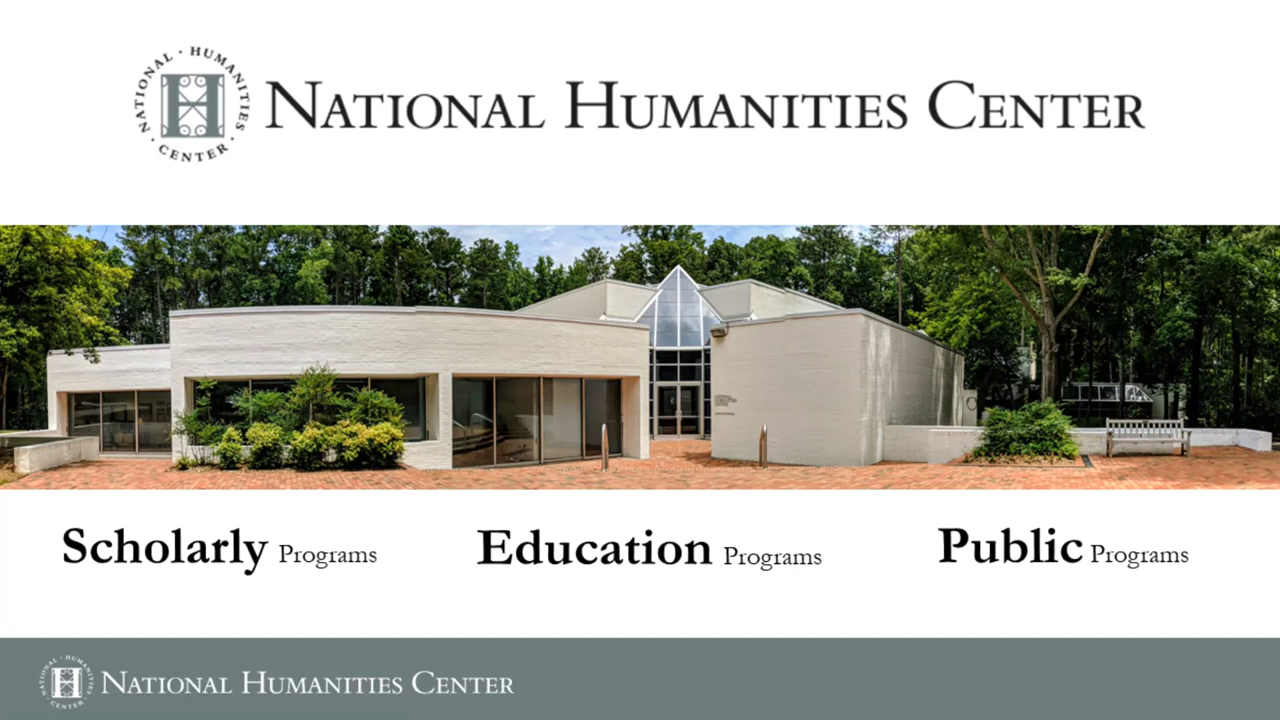 NATIONAL · HUMANITIES · CENTER ·
H
NATIONAL HUMANITIES CENTER
Scholarly Programs
Education Programs
Public Programs
NATIONAL · HUMANITIES · CENTER ·
H
NATIONAL HUMANITIES CENTER